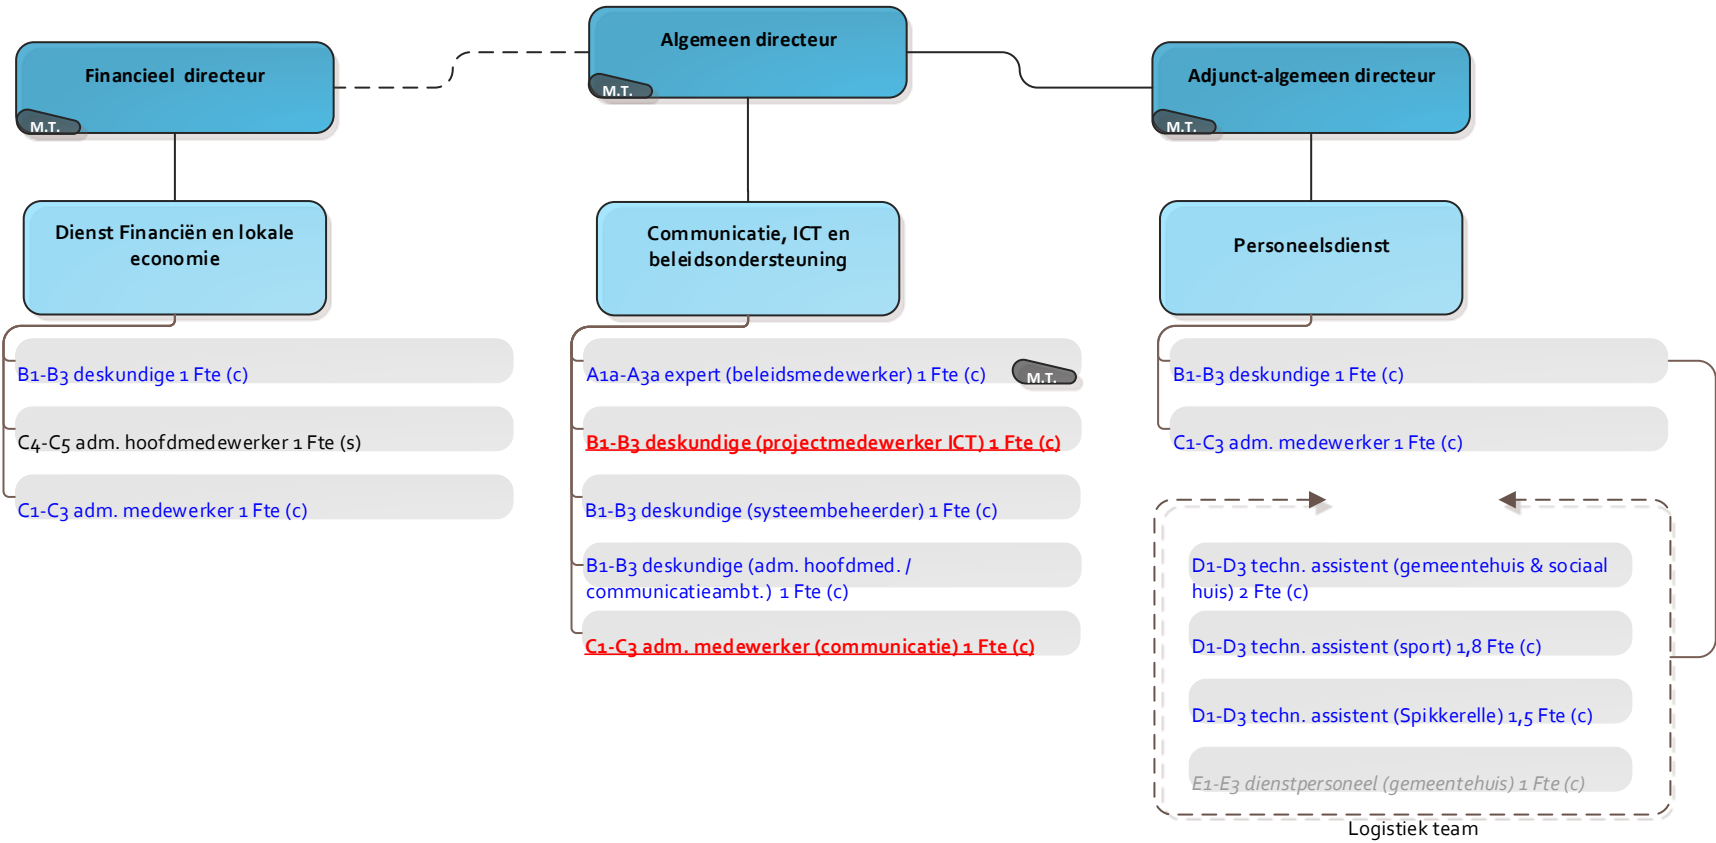 Algemeen directeur
M.T.
Financieel  directeur
M.T.
Adjunct-algemeen directeur
M.T.
Dienst Financiën en lokale
economie
B1-B3 deskundige 1 Fte (c)
C4-C5 adm. hoofdmedewerker 1 Fte (s)
C1-C3 adm. medewerker 1 Fte (c)
Communicatie, ICT en
beleidsondersteuning
A1a-A3a expert (beleidsmedewerker) 1 Fte (c)
M.T.
B1-B3 deskundige (projectmedewerker ICT) 1 Fte (c)
B1-B3 deskundige (systeembeheerder) 1 Fte (c)
B1-B3 deskundige (adm. hoofdmed. /
communicatieambt.)  1 Fte (c)
C1-C3 adm. medewerker (communicatie) 1 Fte (c)
Personeelsdienst
B1-B3 deskundige 1 Fte (c)
C1-C3 adm. medewerker 1 Fte (c)
D1-D3 techn. assistent (gemeentehuis & sociaal
huis) 2 Fte (c)
D1-D3 techn. assistent (sport) 1,8 Fte (c)
D1-D3 techn. assistent (Spikkerelle) 1,5 Fte (c)
E1-E3 dienstpersoneel (gemeentehuis) 1 Fte (c)
Logistiek team